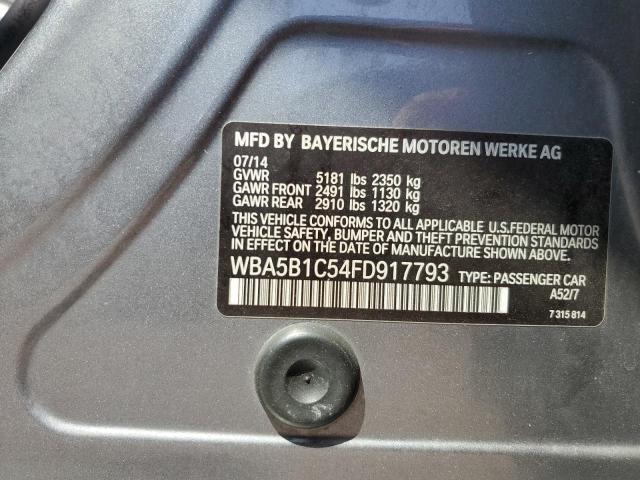 MFD BY BAYERISCHE MOTOREN WERKE AG
07/14
GVWR 5181 lbs 2350 kg
GAWR FRONT 2491 lbs 1130 kg
GAWR REAR 2910 lbs 1320 kg
THIS VEHICLE CONFORMS TO ALL APPLICABLE U.S.FEDERAL MOTOR
VEHICLE SAFETY, BUMPER AND THEFT PREVENTION STANDARDS
IN EFFECT ON THE DATE OF MANUFACTURE SHOWN ABOVE.
WBA5B1C54FD917793 TYPE: PASSENGER CAR
A52/7
7 315 814